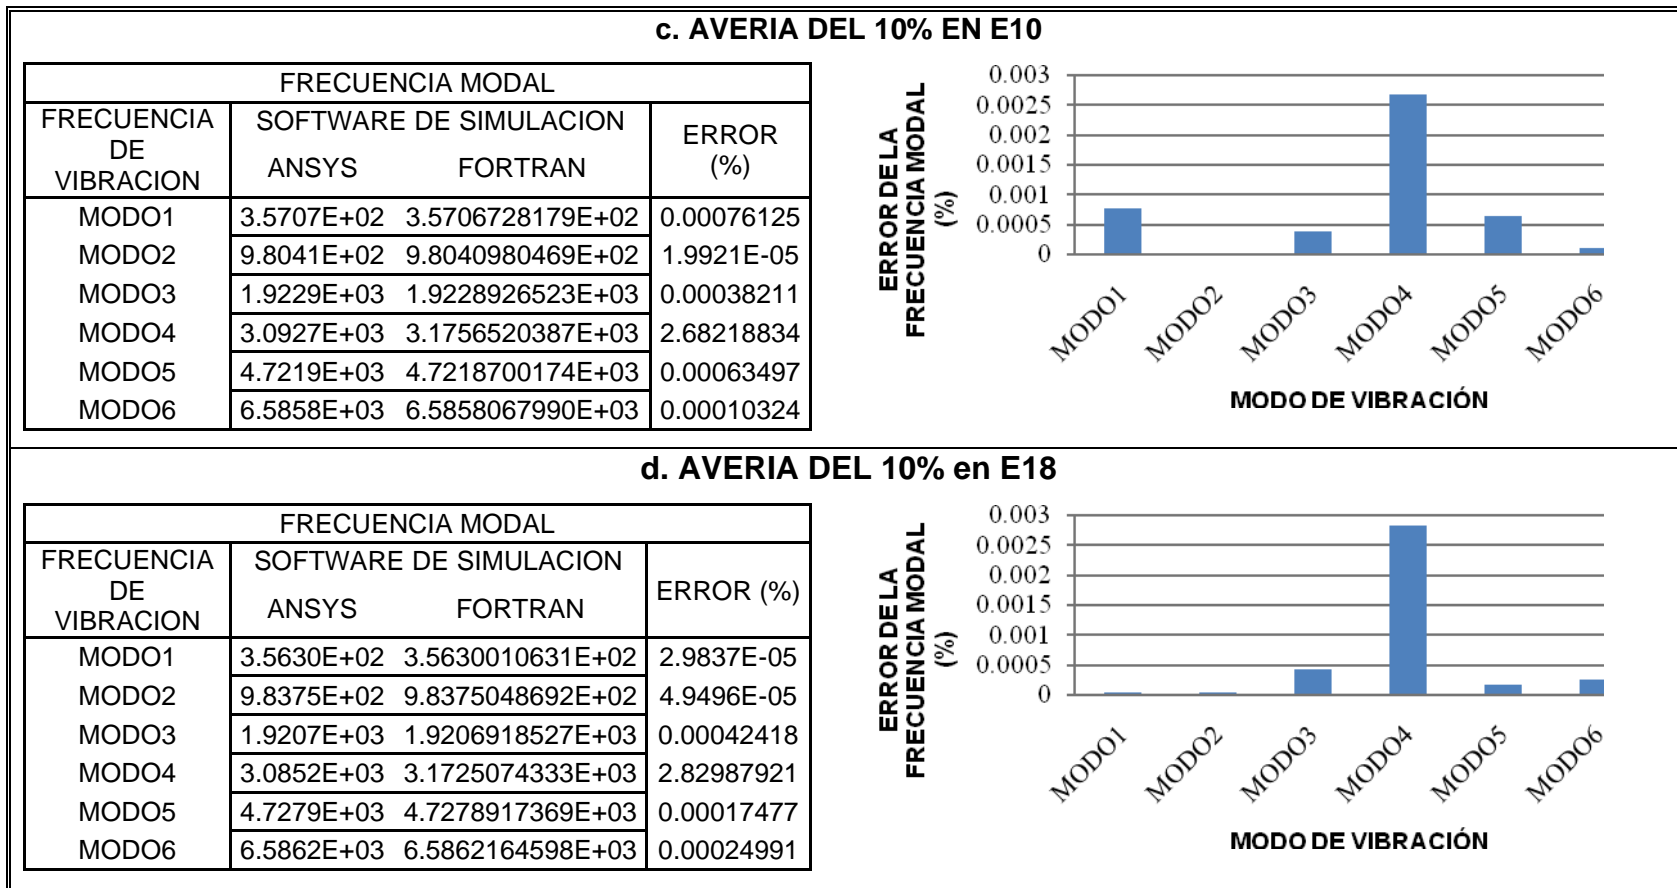 c. AVERIA DEL 10% EN E10
FRECUENCIA MODAL
FRECUENCIA DE VIBRACION
SOFTWARE DE SIMULACION
ERROR (%)
ANSYS FORTRAN
MODO1 3.5707E+02 3.5706728179E+02 0.00076125
MODO2 9.8041E+02 9.8040980469E+02 1.9921E-05
MODO3 1.9229E+03 1.9228926523E+03 0.00038211
MODO4 3.0927E+03 3.1756520387E+03 2.68218834
MODO5 4.7219E+03 4.7218700174E+03 0.00063497
MODO6 6.5858E+03 6.5858067990E+03 0.00010324
ERROR DE LA
FRECUENCIA MODAL
(%)
0.003
0.0025
0.002
0.0015
0.001
0.0005
0
MODO1 MODO2 MODO3 MODO4 MODO5 MODO6
MODO DE VIBRACIÓN
d. AVERIA DEL 10% en E18
FRECUENCIA MODAL
FRECUENCIA DE VIBRACION
SOFTWARE DE SIMULACION
ERROR (%)
ANSYS FORTRAN
MODO1 3.5630E+02 3.5630010631E+02 2.9837E-05
MODO2 9.8375E+02 9.8375048692E+02 4.9496E-05
MODO3 1.9207E+03 1.9206918527E+03 0.00042418
MODO4 3.0852E+03 3.1725074333E+03 2.82987921
MODO5 4.7279E+03 4.7278917369E+03 0.00017477
MODO6 6.5862E+03 6.5862164598E+03 0.00024991
ERROR DE LA
FRECUENCIA MODAL
(%)
0.003
0.0025
0.002
0.0015
0.001
0.0005
0
MODO1 MODO2 MODO3 MODO4 MODO5 MODO6
MODO DE VIBRACIÓN